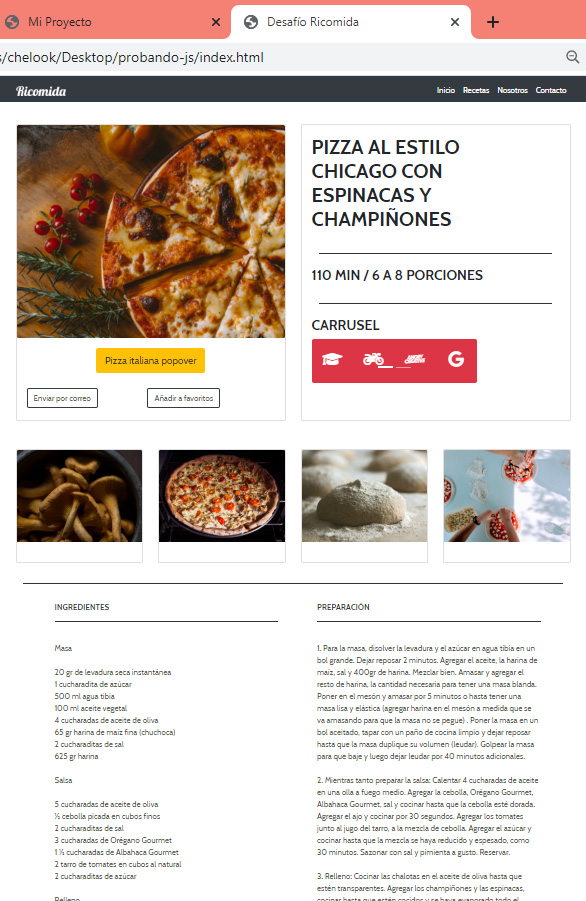 Mi Proyecto
Desafío Ricomida
s/chelook/Desktop/probando-js/index.html
Ricomida
Inicio Recetas Nosotros Contacto
PIZZA AL ESTILO
CHICAGO CON
ESPINACAS Y
CHAMPIÑONES
110 MIN / 6 A 8 PORCIONES
CARRUSEL
G
Pizza italiana popover
Enviar por correo
Añadir a favoritos
INGREDIENTES
Masa
20 gr de levadura seca instantánea
1 cucharadita de azúcar
500 ml agua tibia
100 ml aceite vegetal
4 cucharadas de aceite de oliva
65 gr harina de maíz fina (chuchoca)
2 cucharaditas de sal
625 gr harina
Salsa
5 cucharadas de aceite de oliva
½ cebolla picada en cubos finos
2 cucharaditas de sal
3 cucharadas de Orégano Gourmet
1 ½ cucharadas de Albahaca Gourmet
2 tarro de tomates en cubos al natural
2 cucharaditas de azúcar
Relleno
PREPARACIÓN
1. Para la masa, disolver la levadura y el azúcar en agua tibia en un
bol grande. Dejar reposar 2 minutos. Agregar el aceite, la harina de
maíz, sal y 400gr de harina. Mezclar bien. Amasar y agregar el
resto de harina, la cantidad necesaria para tener una masa blanda.
Poner en el mesón y amasar por 5 minutos o hasta tener una
masa lisa y elástica (agregar harina en el mesón a medida que se
va amasando para que la masa no se pegue) . Poner la masa en un
bol aceitado, tapar con un paño de cocina limpio y dejar reposar
hasta que la masa duplique su volumen (leudar). Golpear la masa
para que baje y luego dejar leudar por 40 minutos adicionales.
2. Mientras tanto preparar la salsa: Calentar 4 cucharadas de aceite
en una olla a fuego medio. Agregar la cebolla, Orégano Gourmet,
Albahaca Gourmet, sal y cocinar hasta que la cebolla esté dorada.
Agregar el ajo y cocinar por 30 segundos. Agregar los tomates
junto al jugo del tarro, a la mezcla de cebolla. Agregar el azúcar y
cocinar hasta que la mezcla se haya reducido y espesado, como
30 minutos. Sazonar con sal y pimienta a gusto. Reservar.
3. Relleno: Cocinar las chalotas en el aceite de oliva hasta que
estén transparentes. Agregar los champiñones y las espinacas,
cocinar hasta que estén cocidos y se haya evaporado todo el